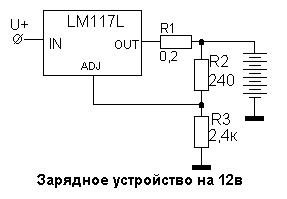 U+
LM117L
IN
OUT
ADJ
R1
0,2
R2
240
R3
2,4к
Зарядное устройство на 12в